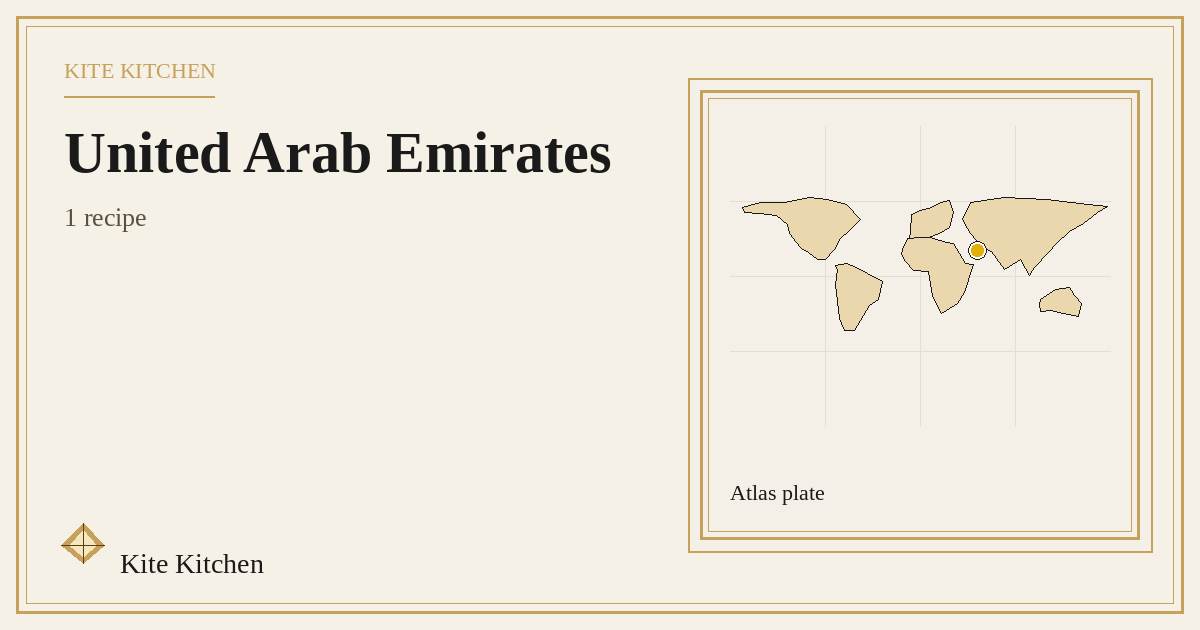 KITE KITCHEN
United Arab Emirates
1 recipe
Atlas plate
Kite Kitchen